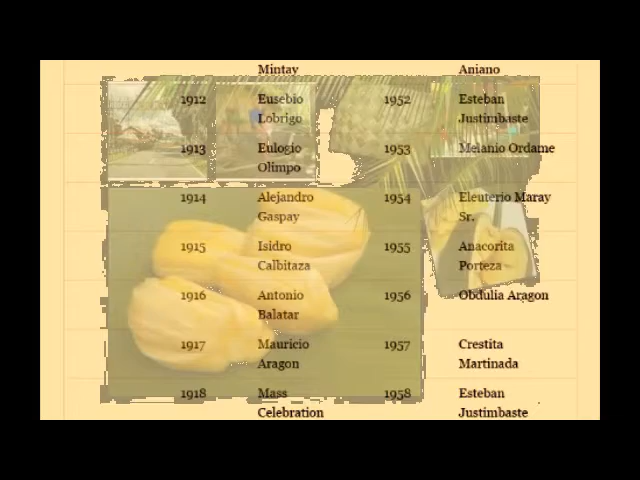 Mintay Aniano
1912 Eusebio 1952 Esteban
Lobrigo Justimbaste
1913 Eulogio 1953 Melanio Ordame
Olimpo
1914 Alejandro 1954 Eleuterio Maray
Gaspay Sr.
1915 Isidro 1955 Anacorita
Calbitaza Porteza
1916 Antonio 1956 Obdulia Aragon
Balatar
1917 Mauricio 1957 Crestita
Aragon Martinada
1918 Mass 1958 Esteban
Celebration Justimbaste